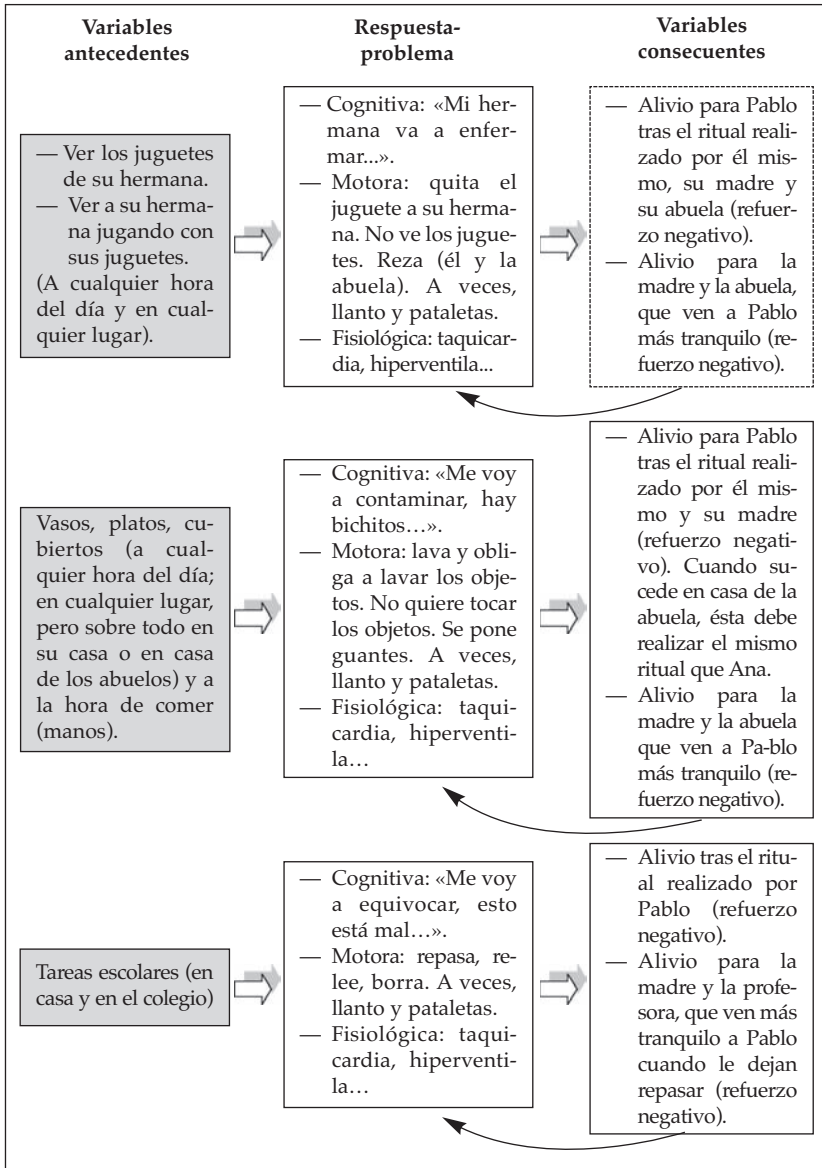 Variables
antecedentes
Respuesta-
problema
Variables
consecuentes
— Ver los juguetes
de su hermana.
— Ver a su herma-
na jugando con
sus juguetes.
(A cualquier hora
del día y en cual-
quier lugar).
— Cognitiva: «Mi her-
mana va a enfer-
mar...».
— Motora: quita el
juguete a su herma-
na. No ve los jugue-
tes. Reza (él y la
abuela). A veces,
llanto y pataletas.
— Fisiológica: taquicar-
dia, hiperventila...
— Alivio para Pablo
tras el ritual reali-
zado por él mis-
mo, su madre y
su abuela (refuer-
zo negativo).
— Alivio para la
madre y la abuela,
que ven a Pablo
más tranquilo (re-
fuerzo negativo).
Vasos, platos, cu-
biertos (a cual-
quier hora del día;
en cualquier lugar,
pero sobre todo en
su casa o en casa
de los abuelos) y a
la hora de comer
(manos).
— Cognitiva: «Me voy
a contaminar, hay
bichitos…».
— Motora: lava y obli-
ga a lavar los obje-
tos. No quiere tocar
los objetos. Se pone
guantes. A veces,
llanto y pataletas.
— Fisiológica: taqui-
cardia, hiperventi-
la…
— Alivio para Pablo
tras el ritual reali-
zado por él mis-
mo y su madre
(refuerzo negati-
vo). Cuando su-
cede en casa de la
abuela, ésta debe
realizar el mismo
ritual que Ana.
— Alivio para la
madre y la abuela
que ven a Pa-blo
más tranquilo (re-
fuerzo negativo).
Tareas escolares (en
casa y en el colegio)
— Cognitiva: «Me voy
a equivocar, esto
está mal…».
— Motora: repasa, re-
lee, borra. A veces,
llanto y pataletas.
— Fisiológica: taqui-
cardia, hiperventi-
la…
— Alivio tras el ritu-
al realizado por
Pablo (refuerzo
negativo).
— Alivio para la
madre y la profe-
sora, que ven más
tranquilo a Pablo
cuando le dejan
repasar (refuerzo
negativo).